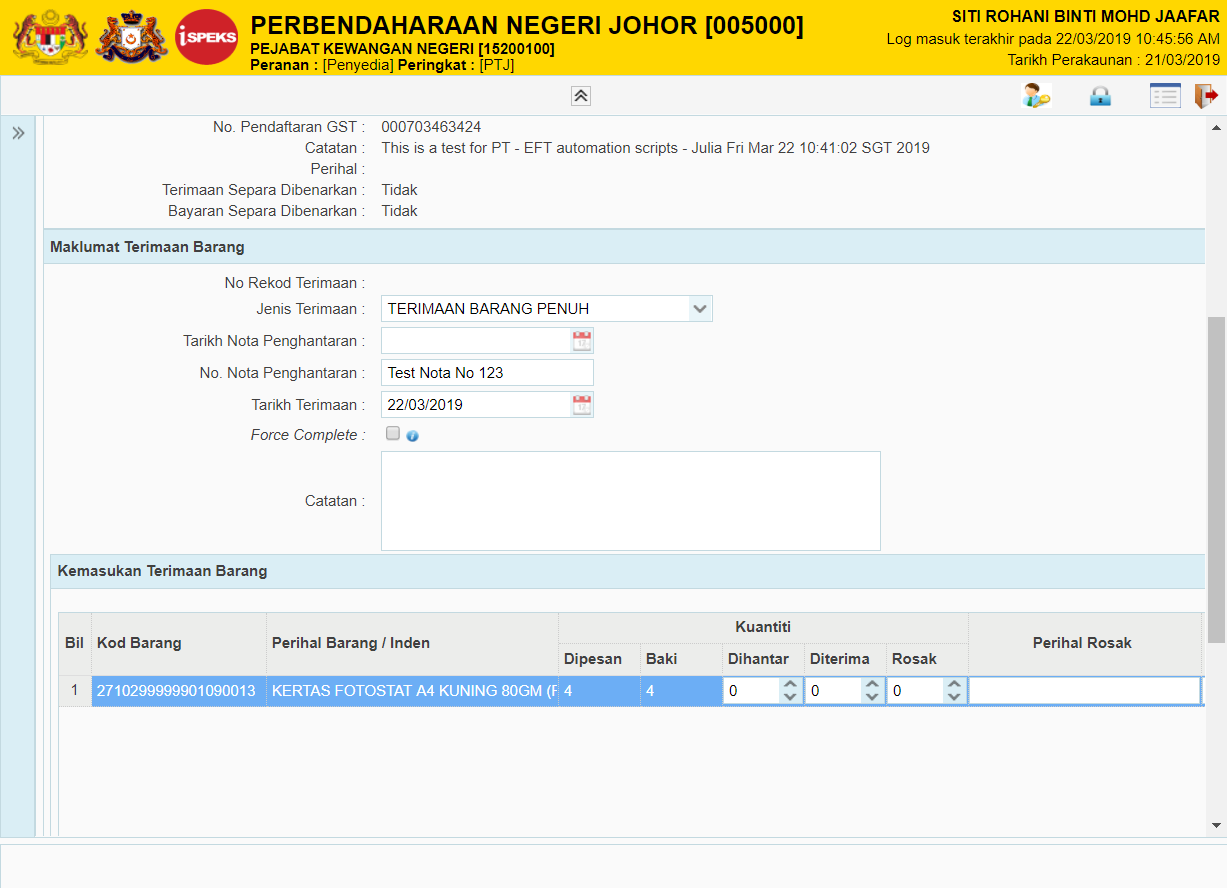 iSPEKS
PERBENDAHARAAN NEGERI JOHOR [005000]
PEJABAT KEWANGAN NEGERI [15200100]
Peranan : [Penyedia] Peringkat : [PTJ]
SITI ROHANI BINTI MOHD JAAFAR
Log masuk terakhir pada 22/03/2019 10:45:56 AM
Tarikh Perakaunan : 21/03/2019
No. Pendaftaran GST : 000703463424
Catatan : This is a test for PT - EFT automation scripts - Julia Fri Mar 22 10:41:02 SGT 2019
Perihal :
Terimaan Separa Dibenarkan : Tidak
Bayaran Separa Dibenarkan : Tidak
Maklumat Terimaan Barang
No Rekod Terimaan :
Jenis Terimaan : TERIMAAN BARANG PENUH
Tarikh Nota Penghantaran :
No. Nota Penghantaran : Test Nota No 123
Tarikh Terimaan : 22/03/2019
Force Complete :
Catatan :
Kemasukan Terimaan Barang
Bil Kod Barang Perihal Barang / Inden Kuantiti Perihal Rosak
Dipesan Baki Dihantar Diterima Rosak
1 2710299999901090013 KERTAS FOTOSTAT A4 KUNING 80GM 4 4 0 0 0